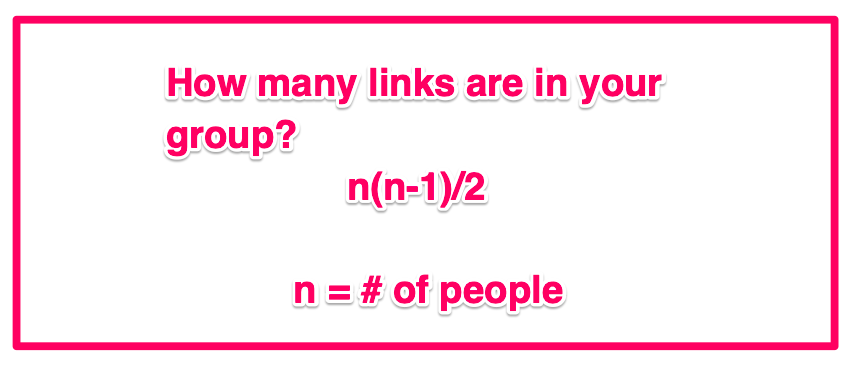 How many links are in your
group?
n(n-1)/2
n = # of people